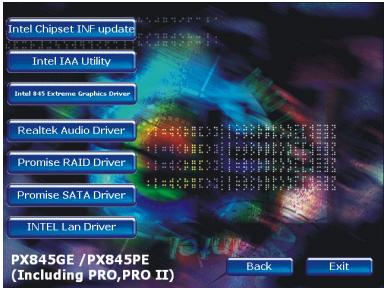 Intel Chipset INF update
Intel IAA Utility
Intel 845 Extreme Graphics Driver
Realtek Audio Driver
Promise RAID Driver
Promise SATA Driver
INTEL Lan Driver
PX845GE /PX845PE
(Including PRO,PRO II)
Back
Exit